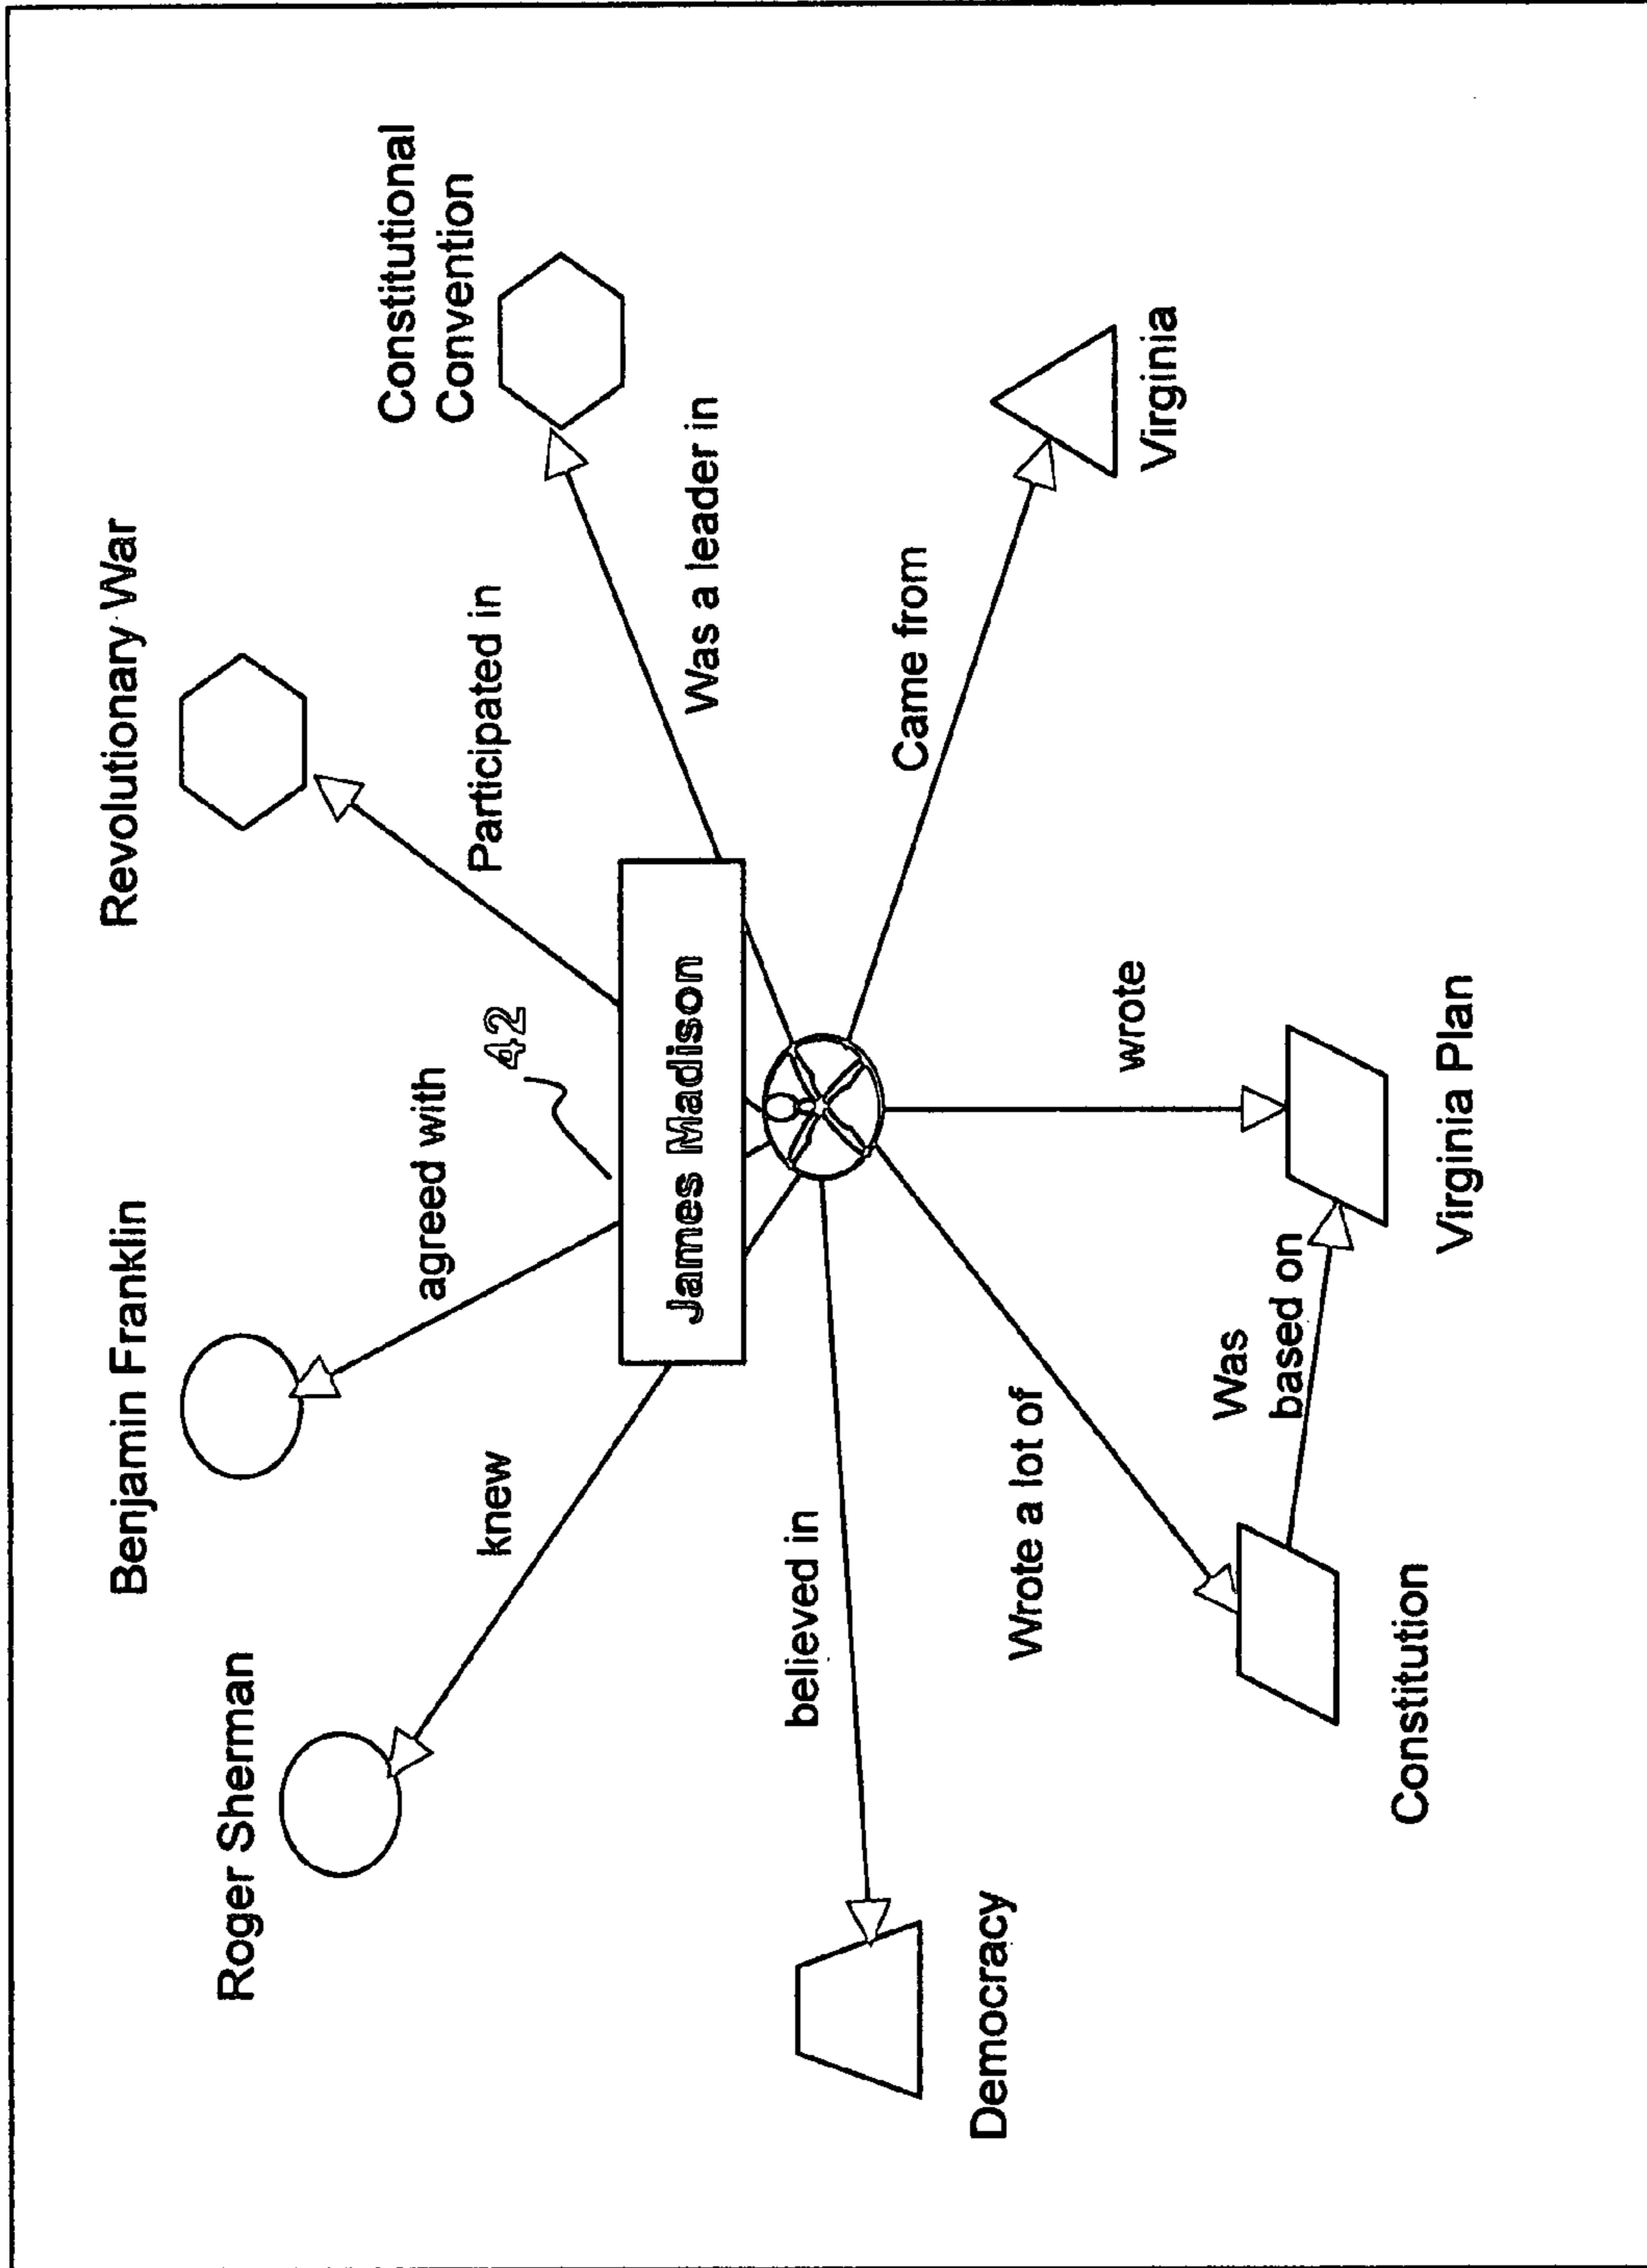 Revolutionary War
Benjamin Franklin
Roger Sherman
Constitutional
Convention
Participated in
agreed with
42
knew
Was a leader in
James Madison
believed in
Came from
Virginia
Democracy
Wrote a lot of
wrote
Was
based on
Constitution
Virginia Plan